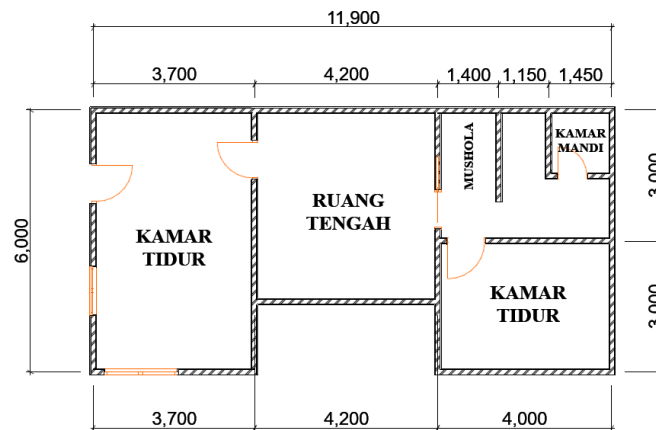 11,900
3,700
4,200
1,400
1,150
1,450
KAMAR
MANDI
MUSHOLA
RUANG
TENGAH
KAMAR
TIDUR
6,000
3,000
KAMAR
TIDUR
3,000
3,700
4,200
4,000